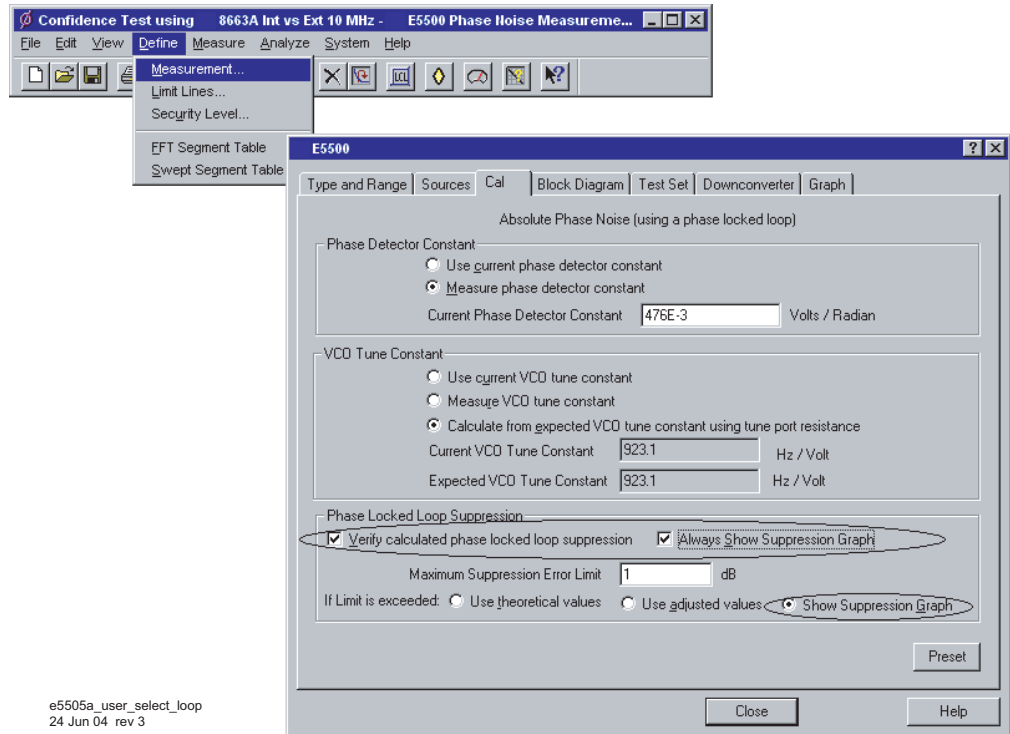 Confidence Test using 8663A Int vs Ext 10 MHz - E5500 Phase Noise Measureme...
File Edit View Define Measure Analyze System Help
Measurement...
Limit Lines...
Security Level...
FFT Segment Table
Swept Segment Table
E5500
Type and Range Sources Cal Block Diagram Test Set Downconverter Graph
Absolute Phase Noise (using a phase locked loop)
Phase Detector Constant
Use current phase detector constant
Measure phase detector constant
Current Phase Detector Constant 476E-3 Volts / Radian
VCO Tune Constant
Use current VCO tune constant
Measure VCO tune constant
Calculate from expected VCO tune constant using tune port resistance
Current VCO Tune Constant 923.1 Hz / Volt
Expected VCO Tune Constant 923.1 Hz / Volt
Phase Locked Loop Suppression
Verify calculated phase locked loop suppression Always Show Suppression Graph
Maximum Suppression Error Limit 1 dB
If Limit is exceeded: Use theoretical values Use adjusted values Show Suppression Graph
Preset
Close Help
e5505a_user_select_loop
24 Jun 04 rev 3